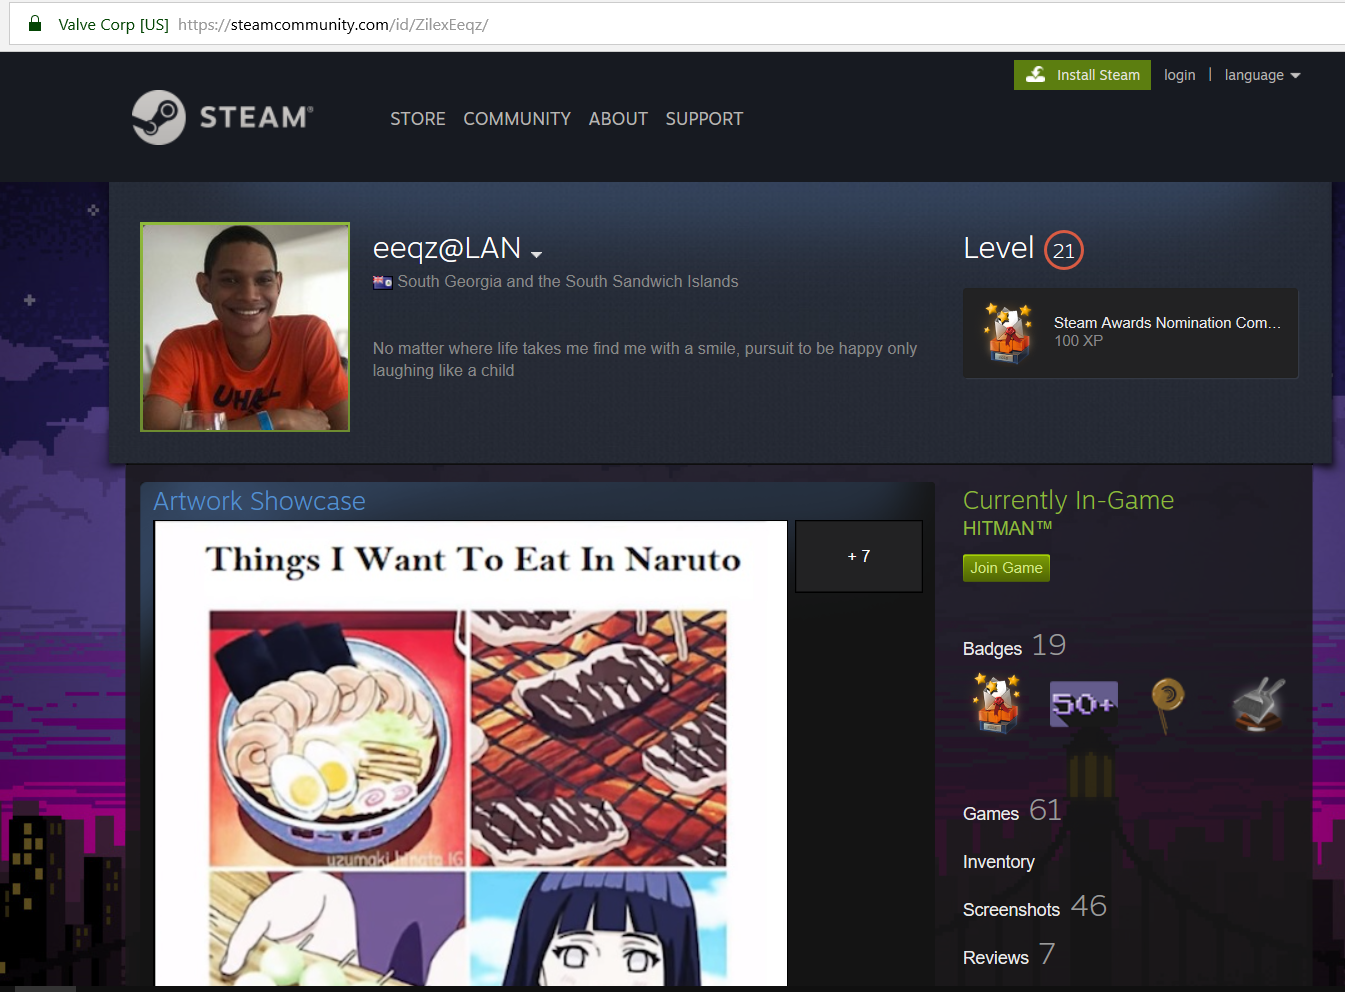 Valve Corp [US] https://steamcommunity.com/id/ZilexEeqz/
Install Steam login | language
STEAM®
STORE COMMUNITY ABOUT SUPPORT
eeqz@LAN
South Georgia and the South Sandwich Islands
No matter where life takes me find me with a smile, pursuit to be happy only
laughing like a child
Level 21
Steam Awards Nomination Com...
100 XP
Artwork Showcase
Things I Want To Eat In Naruto
uzumaki hinata IG
+ 7
Currently In-Game
HITMAN™
Join Game
Badges 19
50+
Games 61
Inventory
Screenshots 46
Reviews 7